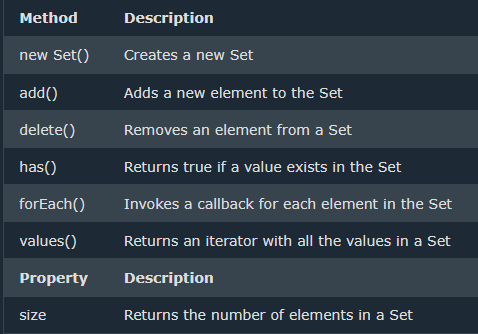 Method Description
new Set() Creates a new Set
add() Adds a new element to the Set
delete() Removes an element from a Set
has() Returns true if a value exists in the Set
forEach() Invokes a callback for each element in the Set
values() Returns an iterator with all the values in a Set
Property Description
size Returns the number of elements in a Set